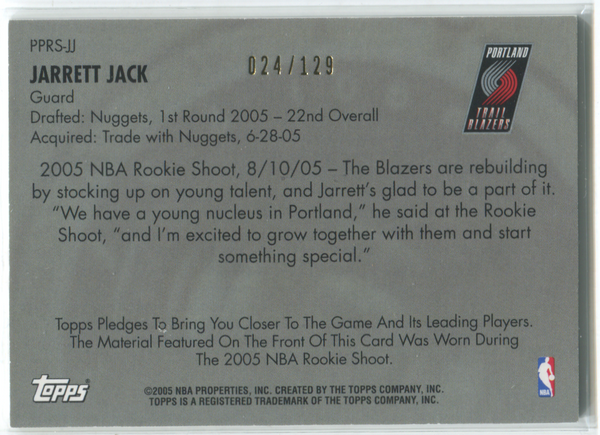 PPRS-JJ
JARRETT JACK
024/129
Guard
Drafted: Nuggets, 1st Round 2005 – 22nd Overall
Acquired: Trade with Nuggets, 6-28-05
PORTLAND
TRAIL
BLAZERS
2005 NBA Rookie Shoot, 8/10/05 – The Blazers are rebuilding
by stocking up on young talent, and Jarrett's glad to be a part of it.
"We have a young nucleus in Portland," he said at the Rookie
Shoot, "and I'm excited to grow together with them and start
something special."
Topps Pledges To Bring You Closer To The Game And Its Leading Players.
The Material Featured On The Front Of This Card Was Worn During
The 2005 NBA Rookie Shoot.
topps
©2005 NBA PROPERTIES, INC. CREATED BY THE TOPPS COMPANY, INC.
TOPPS IS A REGISTERED TRADEMARK OF THE TOPPS COMPANY, INC.
NBA